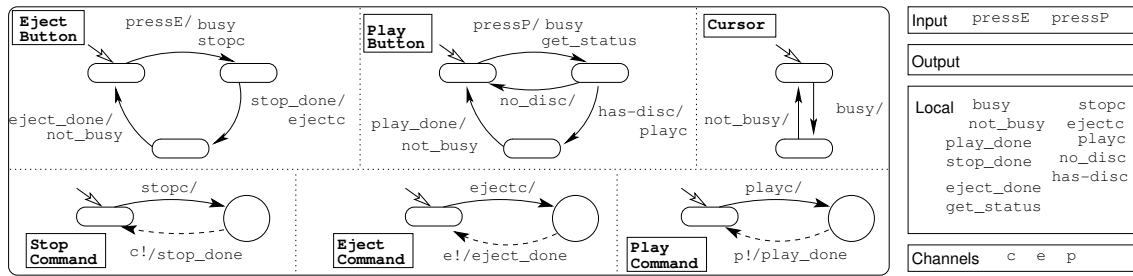 Eject
Button
pressE/ busy
stopc
stop_done/
ejectc
eject_done/
not_busy
Play
Button
pressP/ busy
get_status
no_disc/
has-disc/
playc
play_done/
not_busy
Cursor
not_busy/
busy/
Stop
Command
stopc/
c!/stop_done
Eject
Command
ejectc/
e!/eject_done
Play
Command
playc/
p!/play_done
Input pressE pressP
Output
Local busy stopc
not_busy ejectc
play_done playc
stop_done no_disc
has-disc
eject_done
get_status
Channels c e p